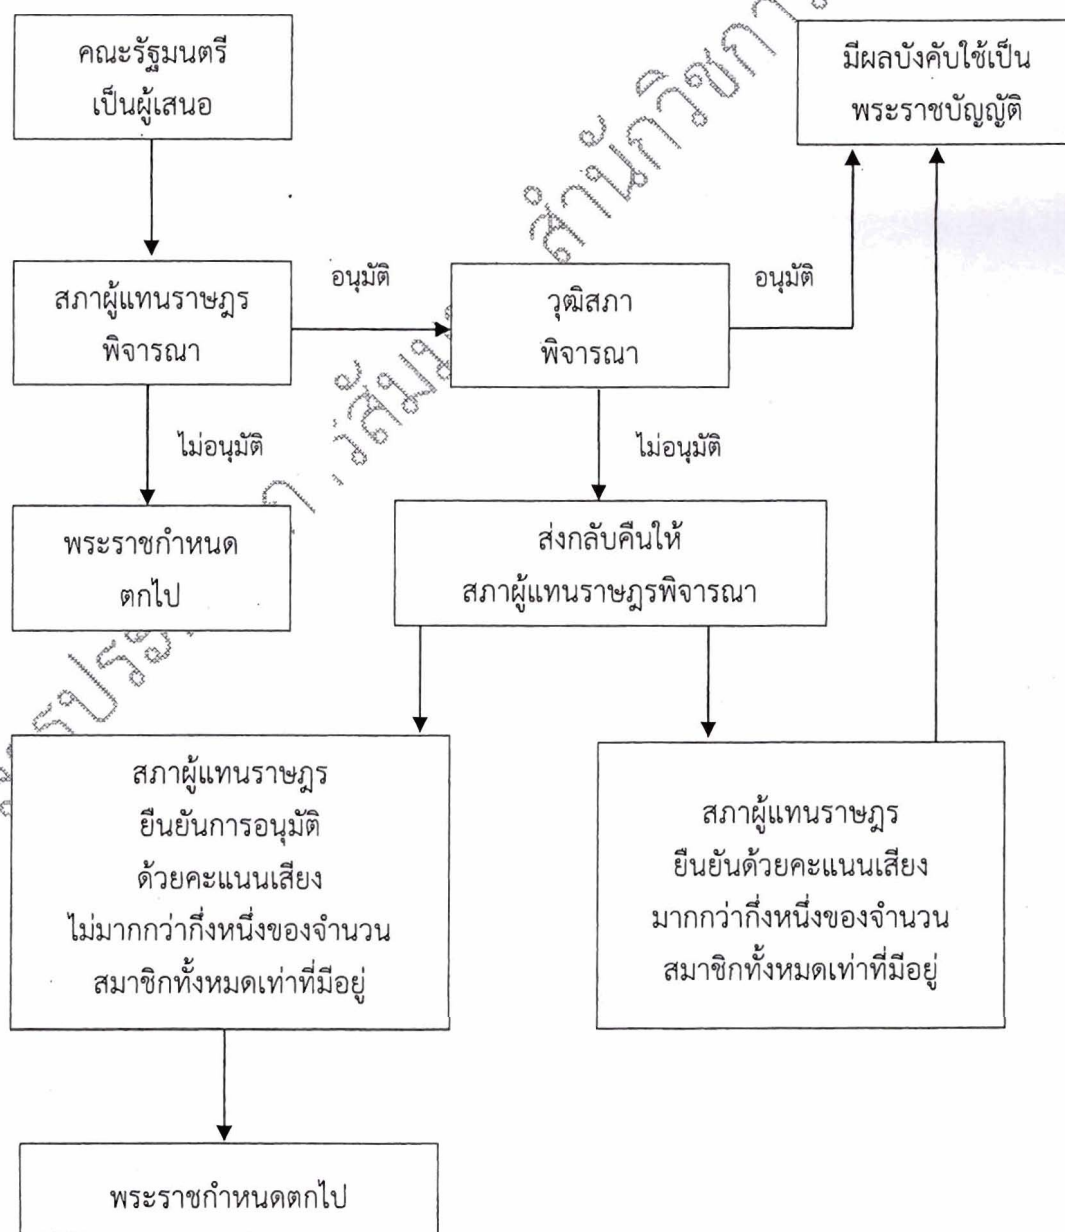 คณะรัฐมนตรี
เป็นผู้เสนอ
มีผลบังคับใช้เป็น
พระราชบัญญัติ
สภาผู้แทนราษฎร
พิจารณา
อนุมัติ
วุฒิสภา
พิจารณา
อนุมัติ
ไม่อนุมัติ
ไม่อนุมัติ
พระราชกำหนด
ตกไป
ส่งกลับคืนให้
สภาผู้แทนราษฎรพิจารณา
สภาผู้แทนราษฎร
ยืนยันการอนุมัติ
ด้วยคะแนนเสียง
ไม่มากกว่ากึ่งหนึ่งของจำนวน
สมาชิกทั้งหมดเท่าที่มีอยู่
สภาผู้แทนราษฎร
ยืนยันด้วยคะแนนเสียง
มากกว่ากึ่งหนึ่งของจำนวน
สมาชิกทั้งหมดเท่าที่มีอยู่
พระราชกำหนดตกไป
สำนักวิชาการ